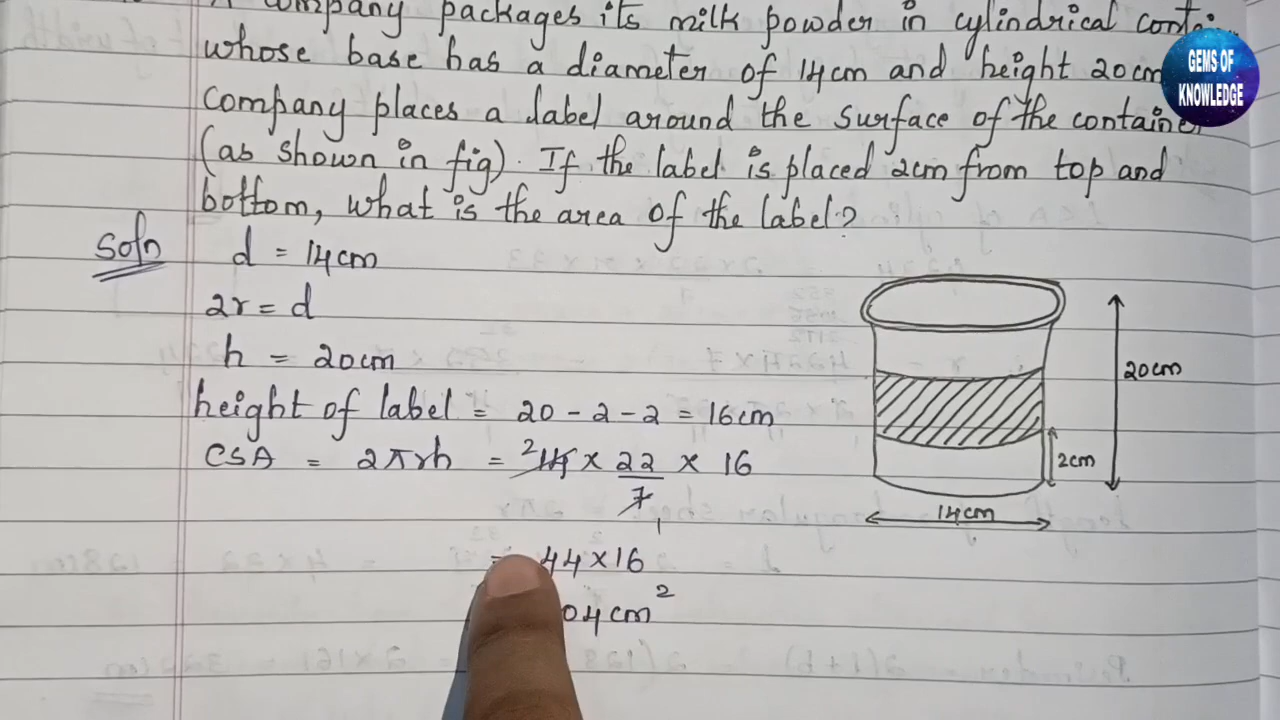 company packages its milk powder in cylindrical
whose base has a diameter of 14cm and height 20cm
company places a label around the surface of the container
(as shown in fig). If the label is placed 2cm from top and
bottom, what is the area of the label?
Soln d = 14cm
2r = d
h = 20cm
height of label = 20 - 2 - 2 = 16cm
CSA = 2πrh = 2 14 × 22/7 1 × 16
= 44 × 16
04cm²
20cm
2cm
14cm
GEMS OF
KNOWLEDGE